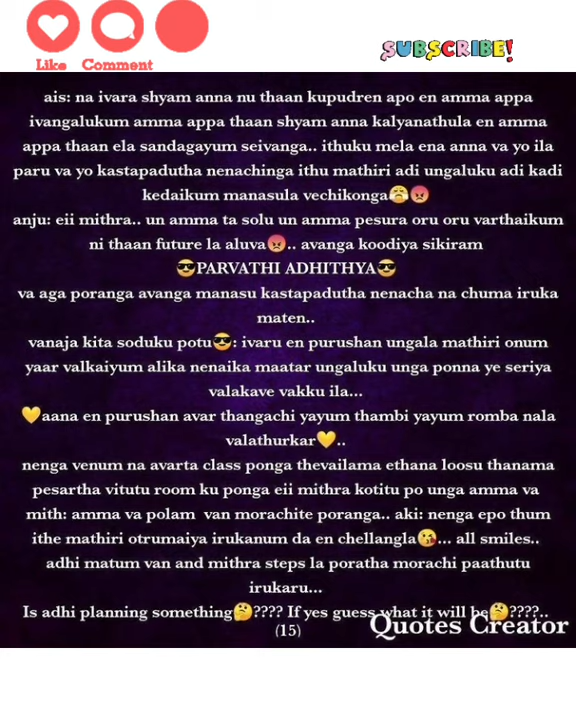 Like Comment
SUBSCRIBE!
ais: na ivara shyam anna nu thaan kupudren apo en amma appa
ivangalukum amma appa thaan shyam anna kalyanathula en amma
appa thaan ela sandagayum seivanga.. ithuku mela ena anna va yo ila
paru va yo kastapadutha nenachinga ithu mathiri adi ungaluku adi kadi
kedaikum manasula vechikonga😤😡
anju: eii mithra.. un amma ta solu un amma pesura oru oru varthaikum
ni thaan future la aluva😡.. avanga koodiya sikiram
😎PARVATHI ADHITHYA😎
va aga poranga avanga manasu kastapadutha nenacha na chuma iruka
maten..
vanaja kita soduku potu😎: ivaru en purushan ungala mathiri onum
yaar valkaiyum alika nenaika maatar ungaluku unga ponna ye seriya
valakave vakku ila...
💛aana en purushan avar thangachi yayum thambi yayum romba nala
valathurkar💛..
nenga venum na avarta class ponga thevailama ethana loosu thanama
pesartha vitutu room ku ponga eii mithra kotitu po unga amma va
mith: amma va polam van morachite poranga.. aki: nenga epo thum
ithe mathiri otrumaiya irukanum da en chellangla😘... all smiles..
adhi matum van and mithra steps la poratha morachi paathutu
irukaru...
Is adhi planning something🤔???? If yes guess what it will be🤔????..
(15)
Quotes Creator